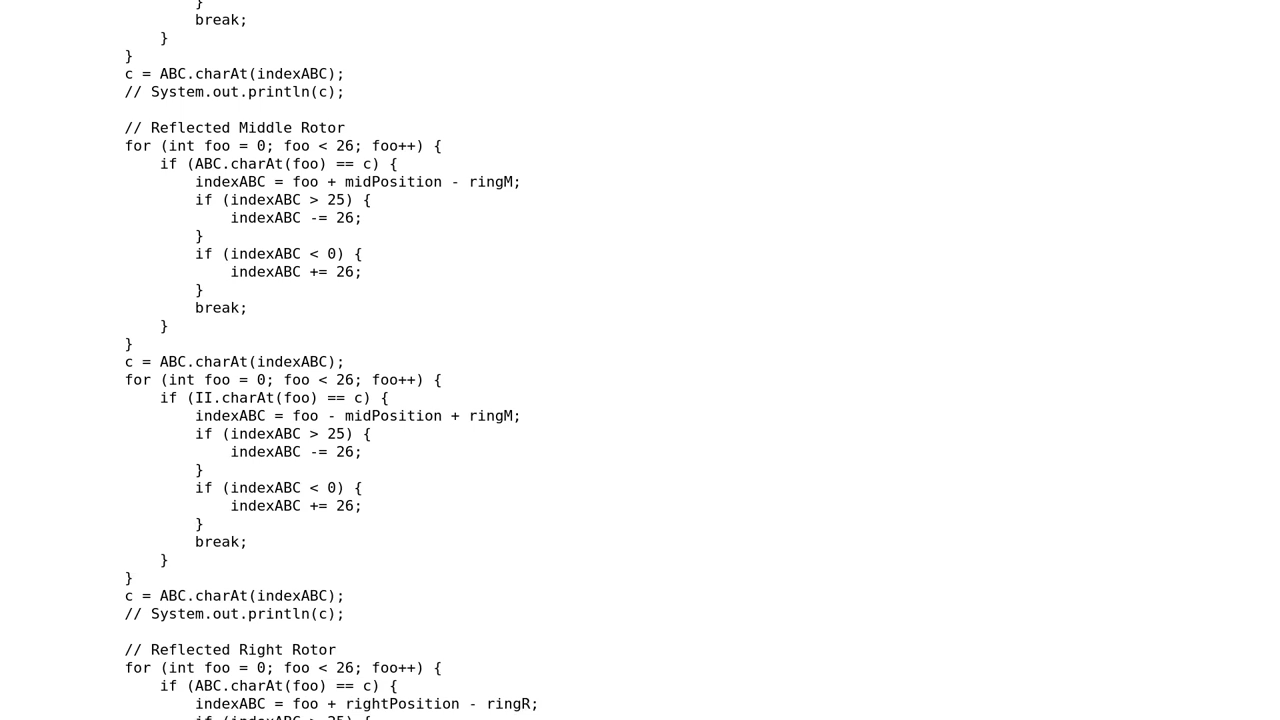 }
            break;
        }
    }
    c = ABC.charAt(indexABC);
    // System.out.println(c);

    // Reflected Middle Rotor
    for (int foo = 0; foo < 26; foo++) {
        if (ABC.charAt(foo) == c) {
            indexABC = foo + midPosition - ringM;
            if (indexABC > 25) {
                indexABC -= 26;
            }
            if (indexABC < 0) {
                indexABC += 26;
            }
            break;
        }
    }
    c = ABC.charAt(indexABC);
    for (int foo = 0; foo < 26; foo++) {
        if (II.charAt(foo) == c) {
            indexABC = foo - midPosition + ringM;
            if (indexABC > 25) {
                indexABC -= 26;
            }
            if (indexABC < 0) {
                indexABC += 26;
            }
            break;
        }
    }
    c = ABC.charAt(indexABC);
    // System.out.println(c);

    // Reflected Right Rotor
    for (int foo = 0; foo < 26; foo++) {
        if (ABC.charAt(foo) == c) {
            indexABC = foo + rightPosition - ringR;
            if (indexABC > 25) {